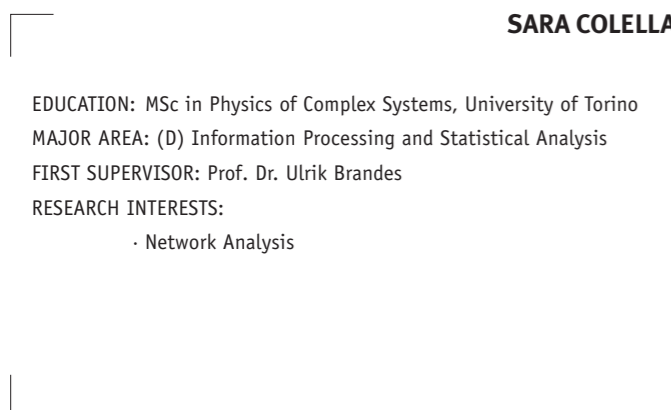 SARA COLELLA
EDUCATION: MSc in Physics of Complex Systems, University of Torino
MAJOR AREA: (D) Information Processing and Statistical Analysis
FIRST SUPERVISOR: Prof. Dr. Ulrik Brandes
RESEARCH INTERESTS:
· Network Analysis